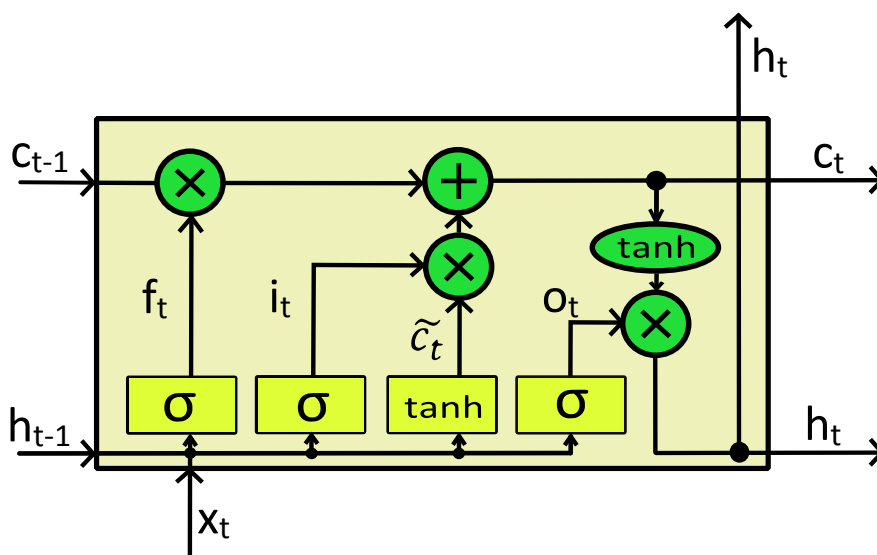 hₜ
cₜ₋₁
×
+
cₜ
tanh
fₜ
iₜ
×
oₜ
×
c̃ₜ
σ
σ
tanh
σ
hₜ₋₁
hₜ
xₜ